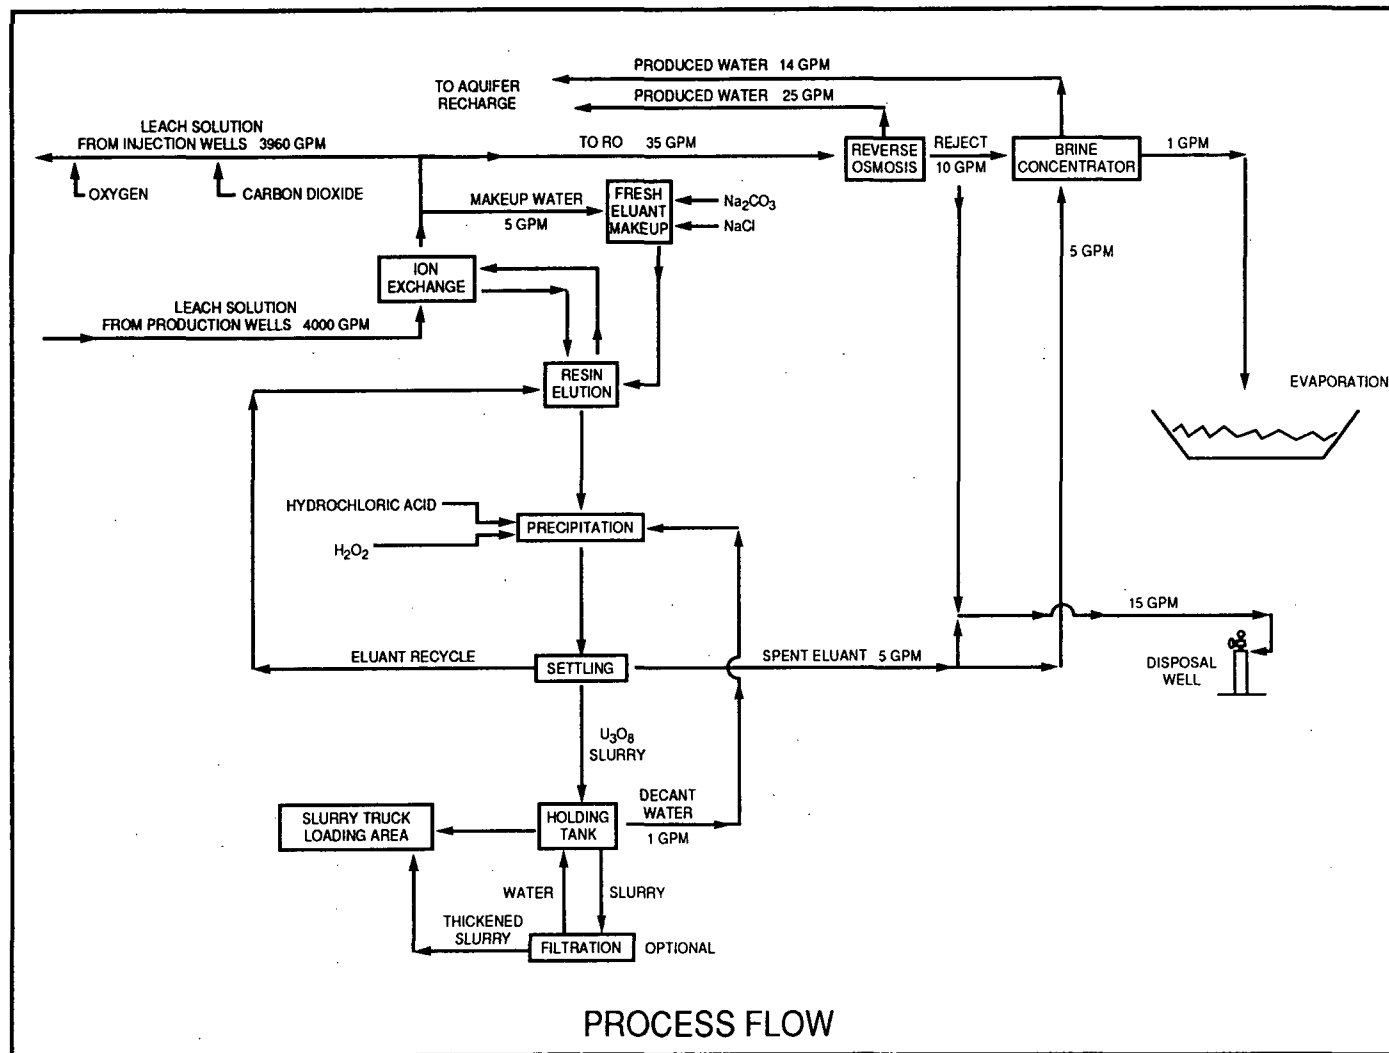 PRODUCED WATER 14 GPM
TO AQUIFER
RECHARGE
PRODUCED WATER 25 GPM
LEACH SOLUTION
FROM INJECTION WELLS 3960 GPM
TO RO 35 GPM
REVERSE
OSMOSIS
REJECT
10 GPM
BRINE
CONCENTRATOR
1 GPM
OXYGEN
CARBON DIOXIDE
MAKEUP WATER
5 GPM
FRESH
ELUANT
MAKEUP
Na₂CO₃
NaCl
5 GPM
ION
EXCHANGE
LEACH SOLUTION
FROM PRODUCTION WELLS 4000 GPM
RESIN
ELUTION
EVAPORATION
HYDROCHLORIC ACID
H₂O₂
PRECIPITATION
15 GPM
ELUANT RECYCLE
SETTLING
SPENT ELUANT 5 GPM
DISPOSAL
WELL
U₃O₈
SLURRY
SLURRY TRUCK
LOADING AREA
HOLDING
TANK
DECANT
WATER
1 GPM
WATER
SLURRY
THICKENED
SLURRY
FILTRATION
OPTIONAL
PROCESS FLOW